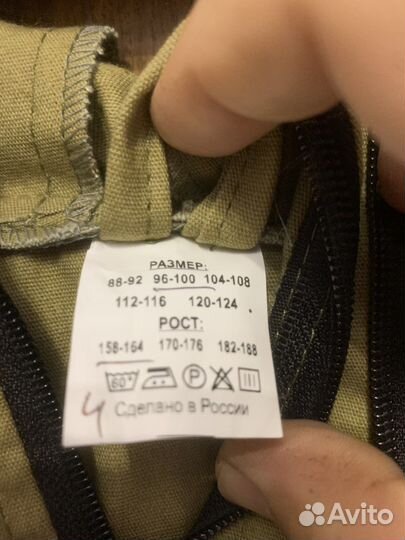 РАЗМЕР:
88-92 96-100 104-108
112-116 120-124
РОСТ:
158-164 170-176 182-188
60°
Сделано в России
4
Avito